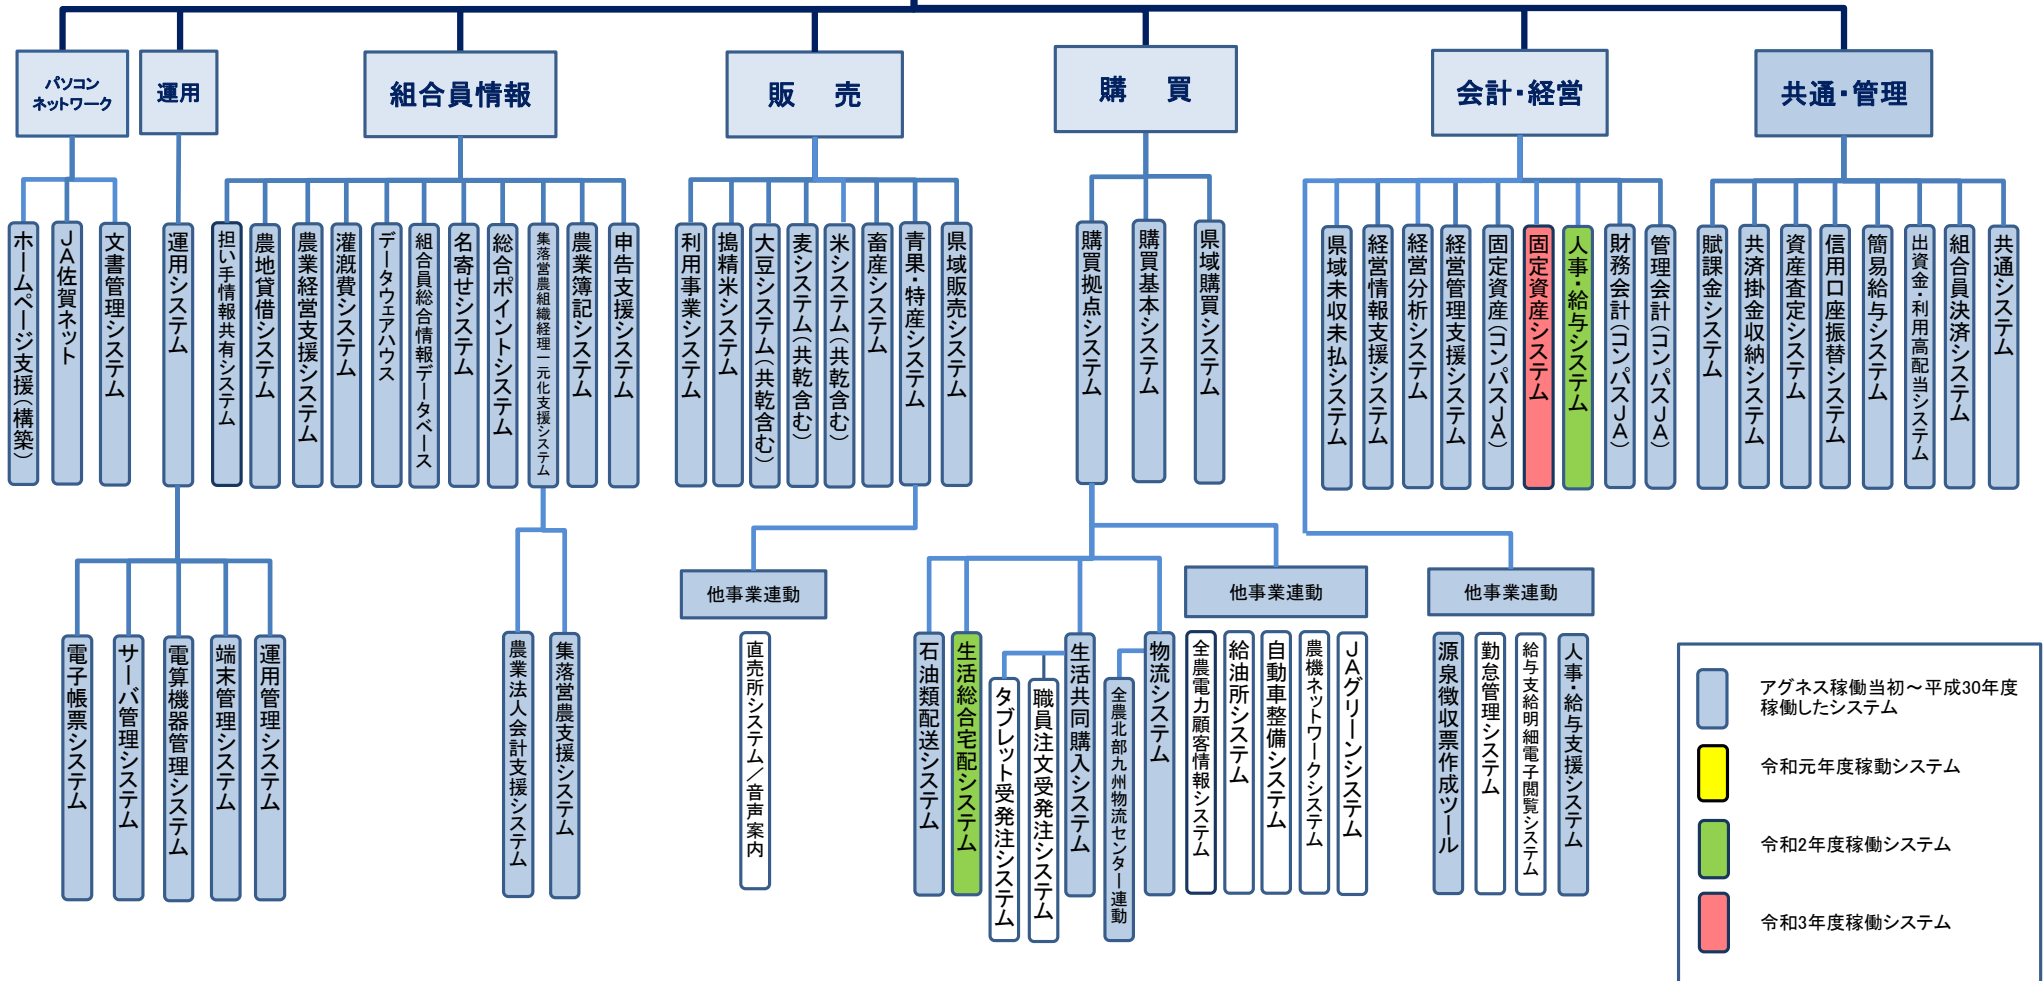 パソコン
ネットワーク
運用
組合員情報
販　売
購　買
会計・経営
共通・管理
ホームページ支援（構築）
ＪＡ佐賀ネット
文書管理システム
運用システム
担い手情報共有システム
農地貸借システム
農業経営支援システム
灌漑費システム
データウェアハウス
組合員総合情報データベース
名寄せシステム
総合ポイントシステム
集落営農組織経理一元化支援システム
農業簿記システム
申告支援システム
利用事業システム
搗精米システム
大豆システム（共乾含む）
麦システム（共乾含む）
米システム（共乾含む）
畜産システム
青果・特産システム
県域販売システム
購買拠点システム
購買基本システム
県域購買システム
県域未収未払システム
経営情報支援システム
経営分析システム
経営管理支援システム
固定資産（コンパスＪＡ）
固定資産システム
人事・給与システム
財務会計（コンパスＪＡ）
管理会計（コンパスＪＡ）
賦課金システム
共済掛金収納システム
資産査定システム
信用口座振替システム
簡易給与システム
出資金・利用高配当システム
組合員決済システム
共通システム
他事業連動
他事業連動
他事業連動
電子帳票システム
サーバ管理システム
電算機器管理システム
端末管理システム
運用管理システム
農業法人会計支援システム
集落営農支援システム
直売所システム／音声案内
石油類配送システム
生活総合宅配システム
タブレット受発注システム
職員注文受発注システム
生活共同購入システム
全農北部九州物流センター連動
物流システム
全農電力顧客情報システム
給油所システム
自動車整備システム
農機ネットワークシステム
ＪＡグリーンシステム
源泉徴収票作成ツール
勤怠管理システム
給与支給明細電子閲覧システム
人事・給与支援システム
アグネス稼働当初～平成30年度
稼働したシステム
令和元年度稼動システム
令和2年度稼働システム
令和3年度稼働システム